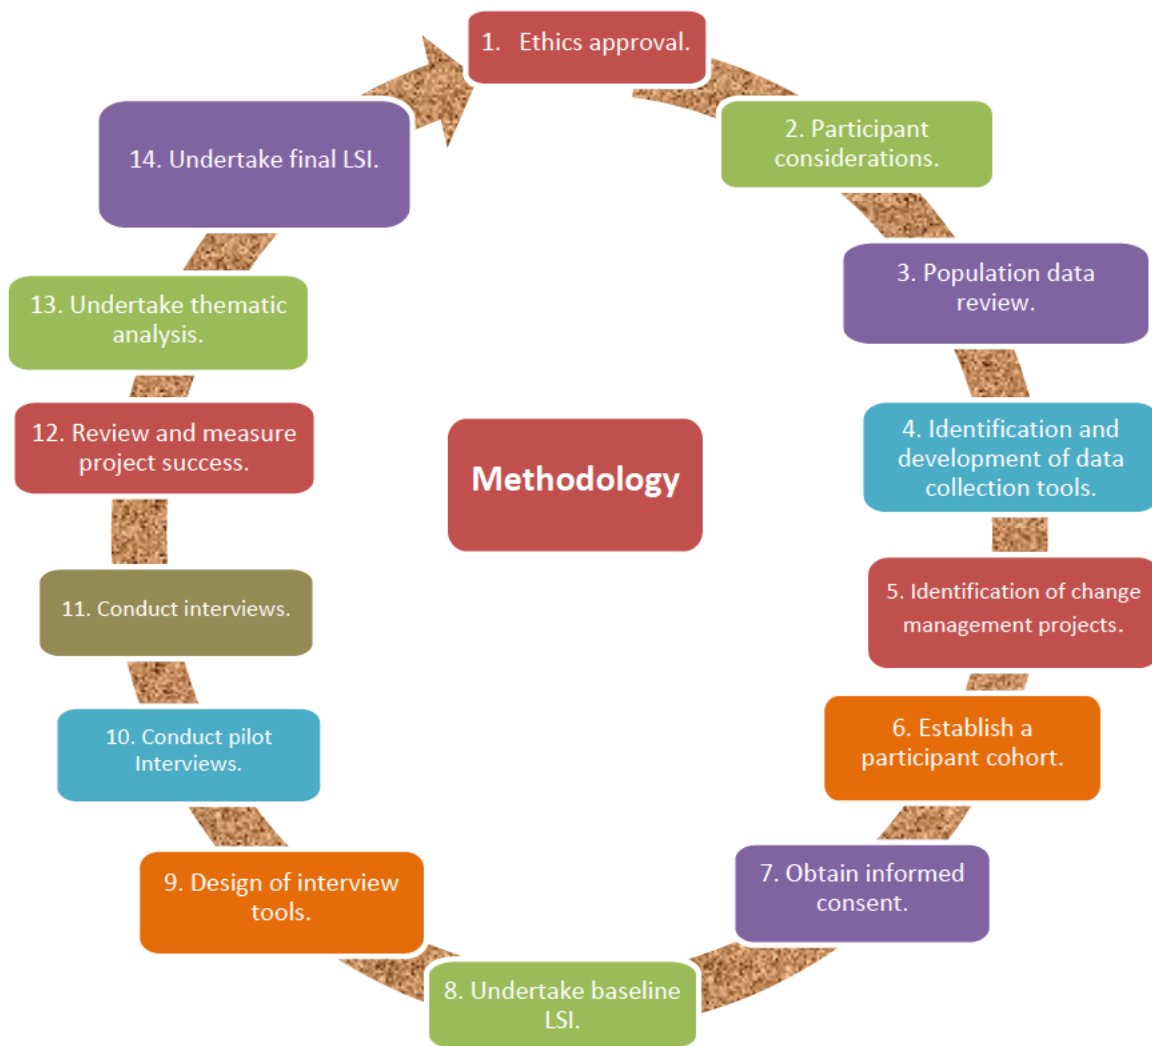 1. Ethics approval.
2. Participant
considerations.
3. Population data
review.
4. Identification and
development of data
collection tools.
5. Identification of change
management projects.
6. Establish a
participant cohort.
7. Obtain informed
consent.
8. Undertake baseline
LSI.
9. Design of interview
tools.
10. Conduct pilot
Interviews.
11. Conduct interviews.
12. Review and measure
project success.
13. Undertake thematic
analysis.
14. Undertake final LSI.
Methodology